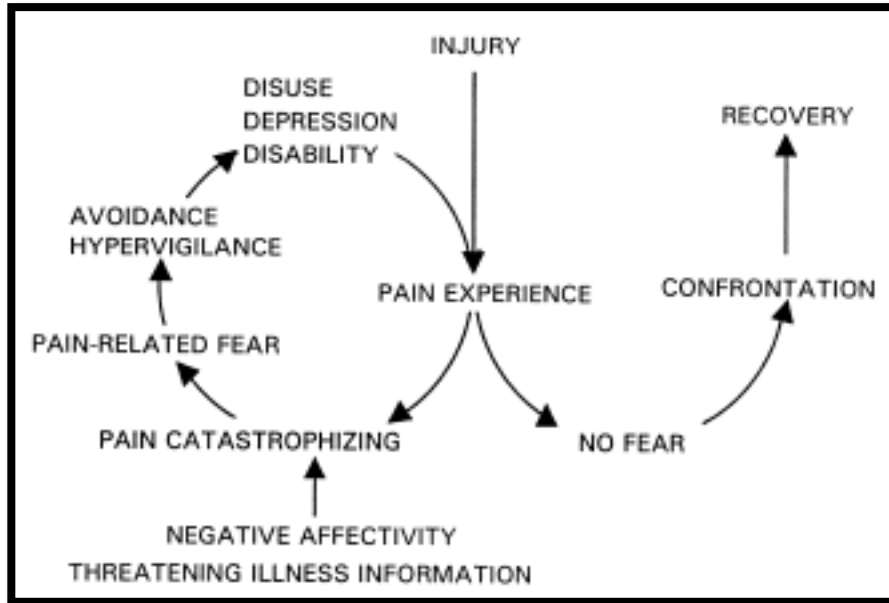 INJURY
DISUSE
DEPRESSION
DISABILITY
RECOVERY
AVOIDANCE
HYPERVIGILANCE
PAIN EXPERIENCE
CONFRONTATION
PAIN-RELATED FEAR
PAIN CATASTROPHIZING
NO FEAR
NEGATIVE AFFECTIVITY
THREATENING ILLNESS INFORMATION